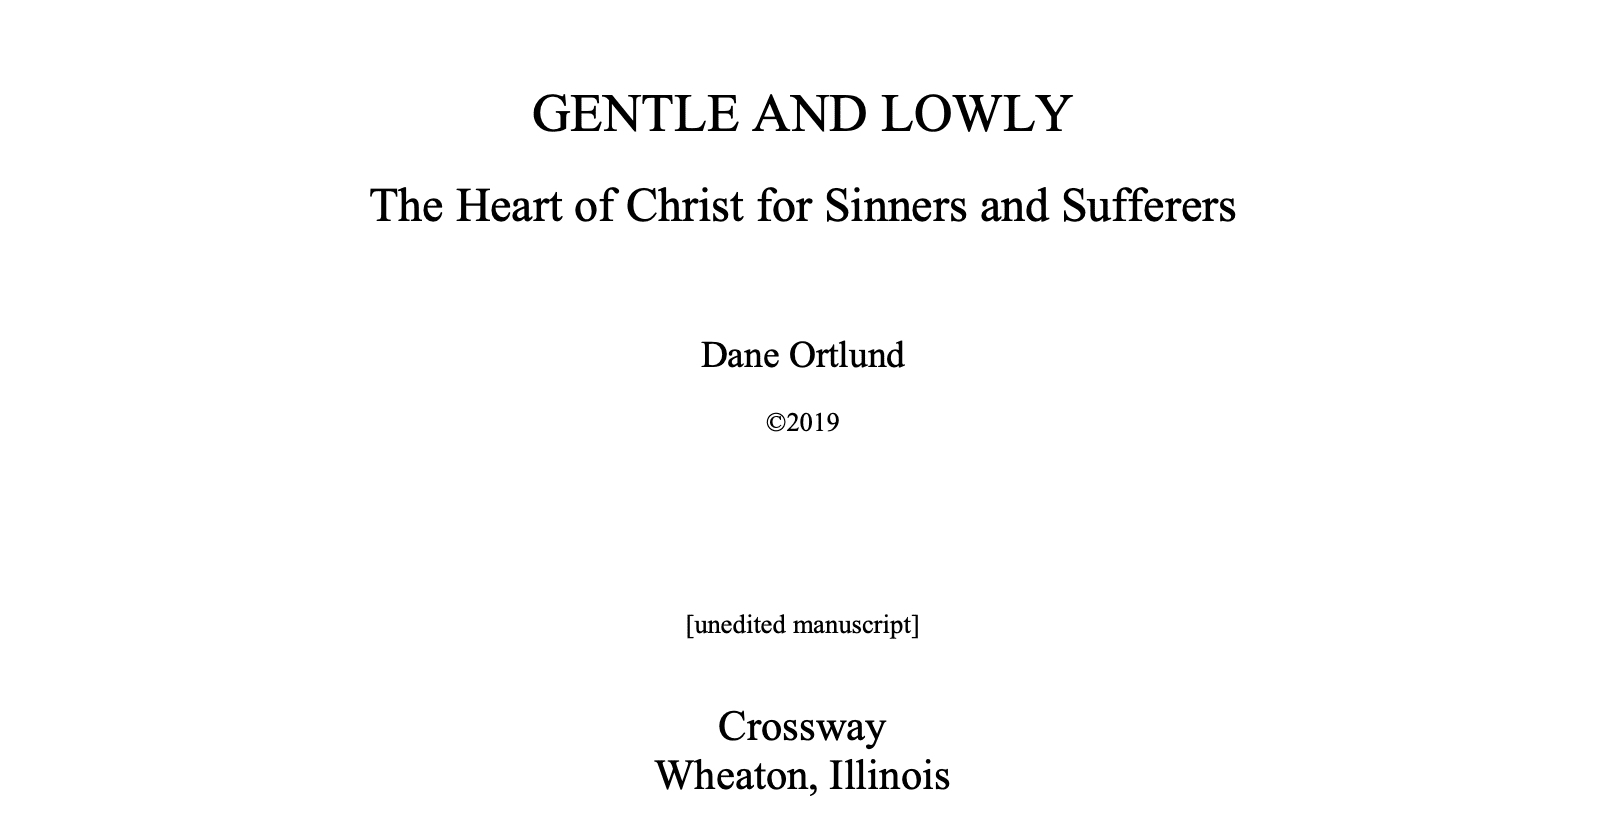 GENTLE AND LOWLY
The Heart of Christ for Sinners and Sufferers
Dane Ortlund
©2019
[unedited manuscript]
Crossway
Wheaton, Illinois